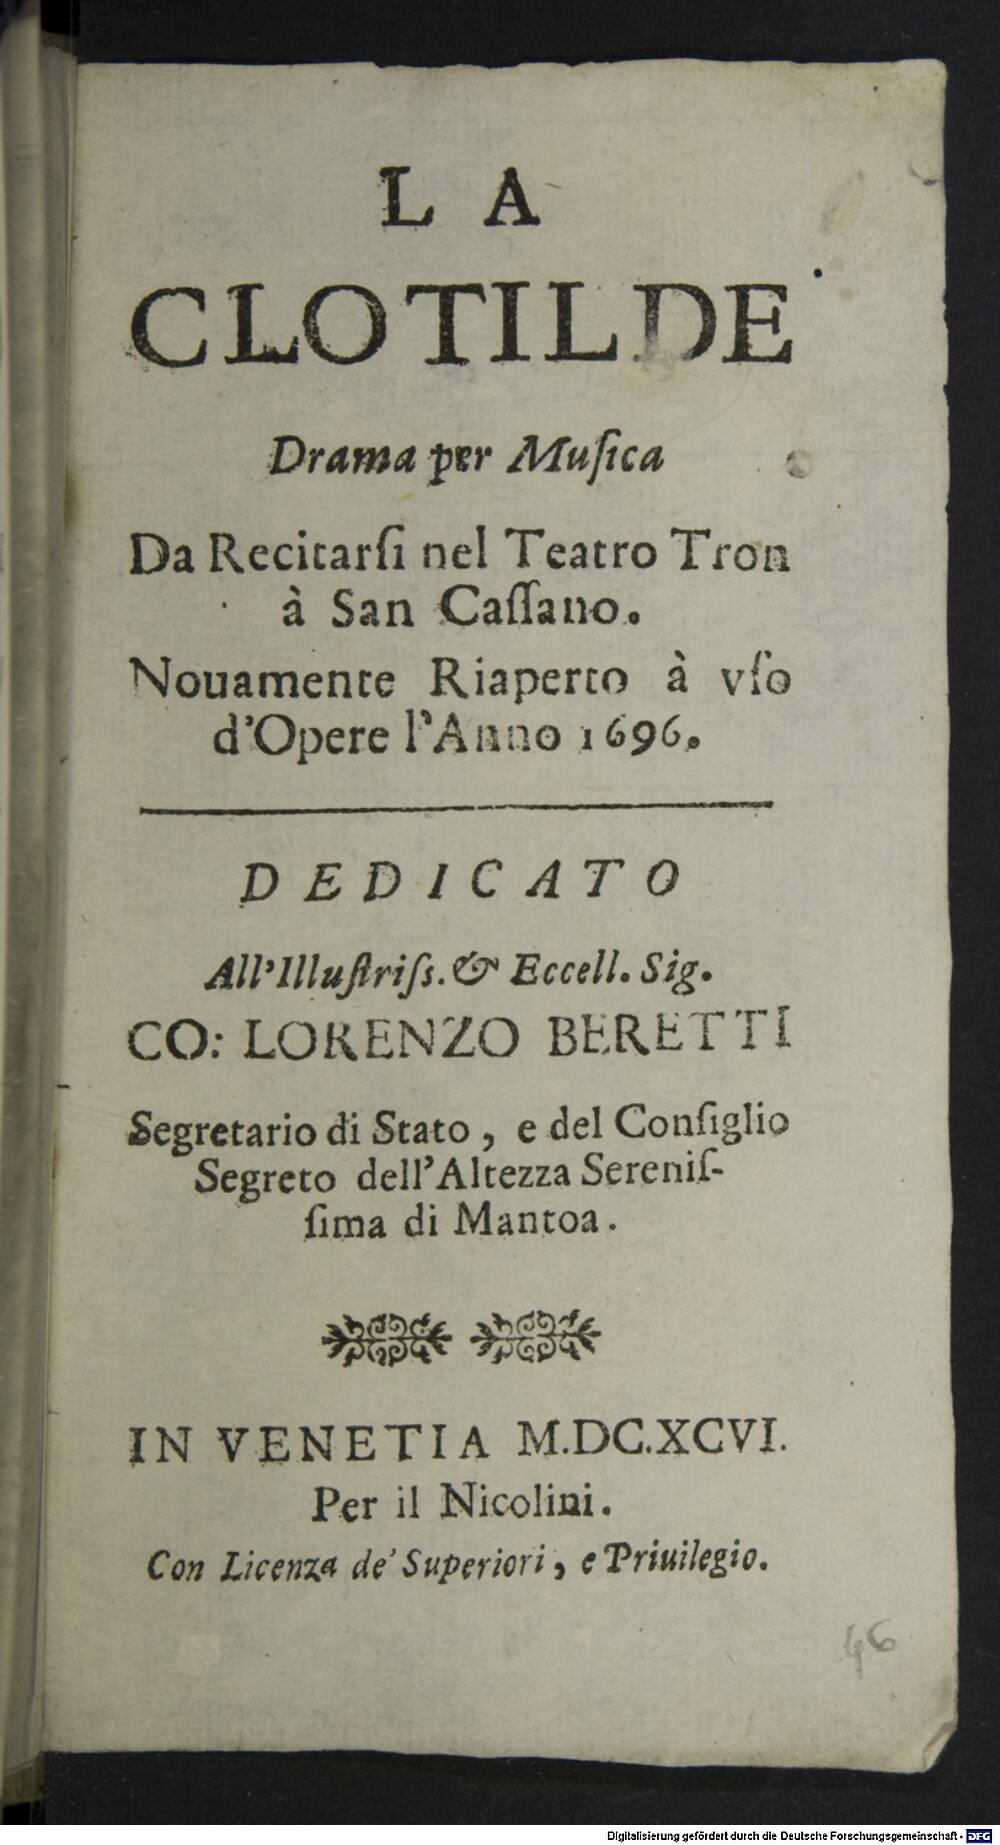 LA
CLOTILDE
Drama per Muſica
Da Recitarſi nel Teatro Tron
à San Caſſano.
Nouamente Riaperto à vſo
d'Opere l'Anno 1696.
DEDICATO
All'Illuſtriſs. & Eccell. Sig.
CO: LORENZO BERETTI
Segretario di Stato, e del Conſiglio
Segreto dell'Altezza Sereniſ-
ſima di Mantoa.
IN VENETIA M.DC.XCVI.
Per il Nicolini.
Con Licenza de' Superiori, e Priuilegio.
46
Digitalisierung gefördert durch die Deutsche Forschungsgemeinschaft - DFG